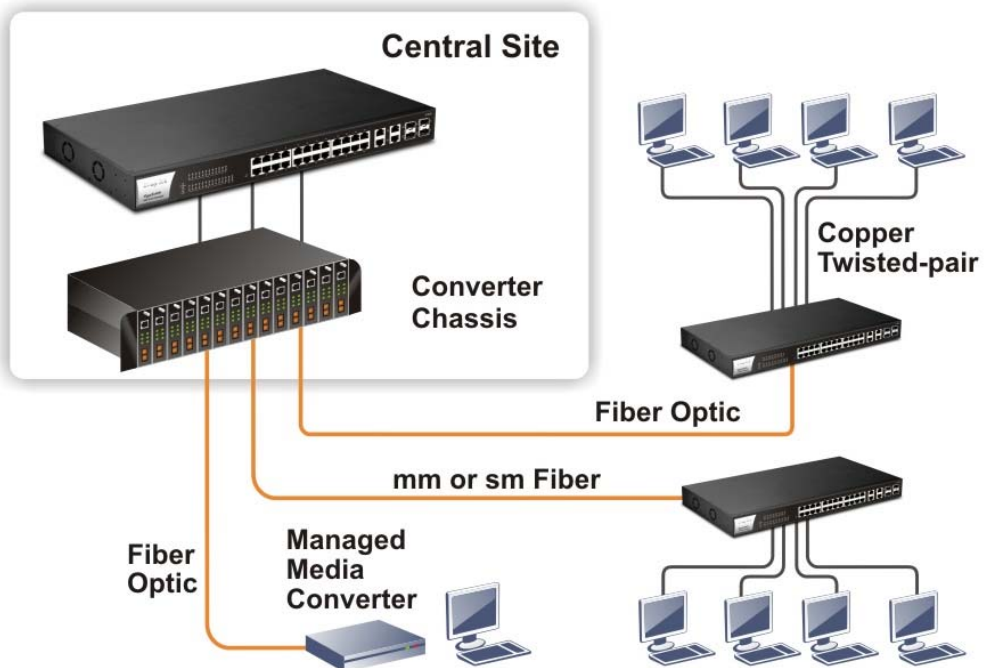 Central Site
Converter
Chassis
Copper
Twisted-pair
Fiber Optic
mm or sm Fiber
Fiber
Optic
Managed
Media
Converter